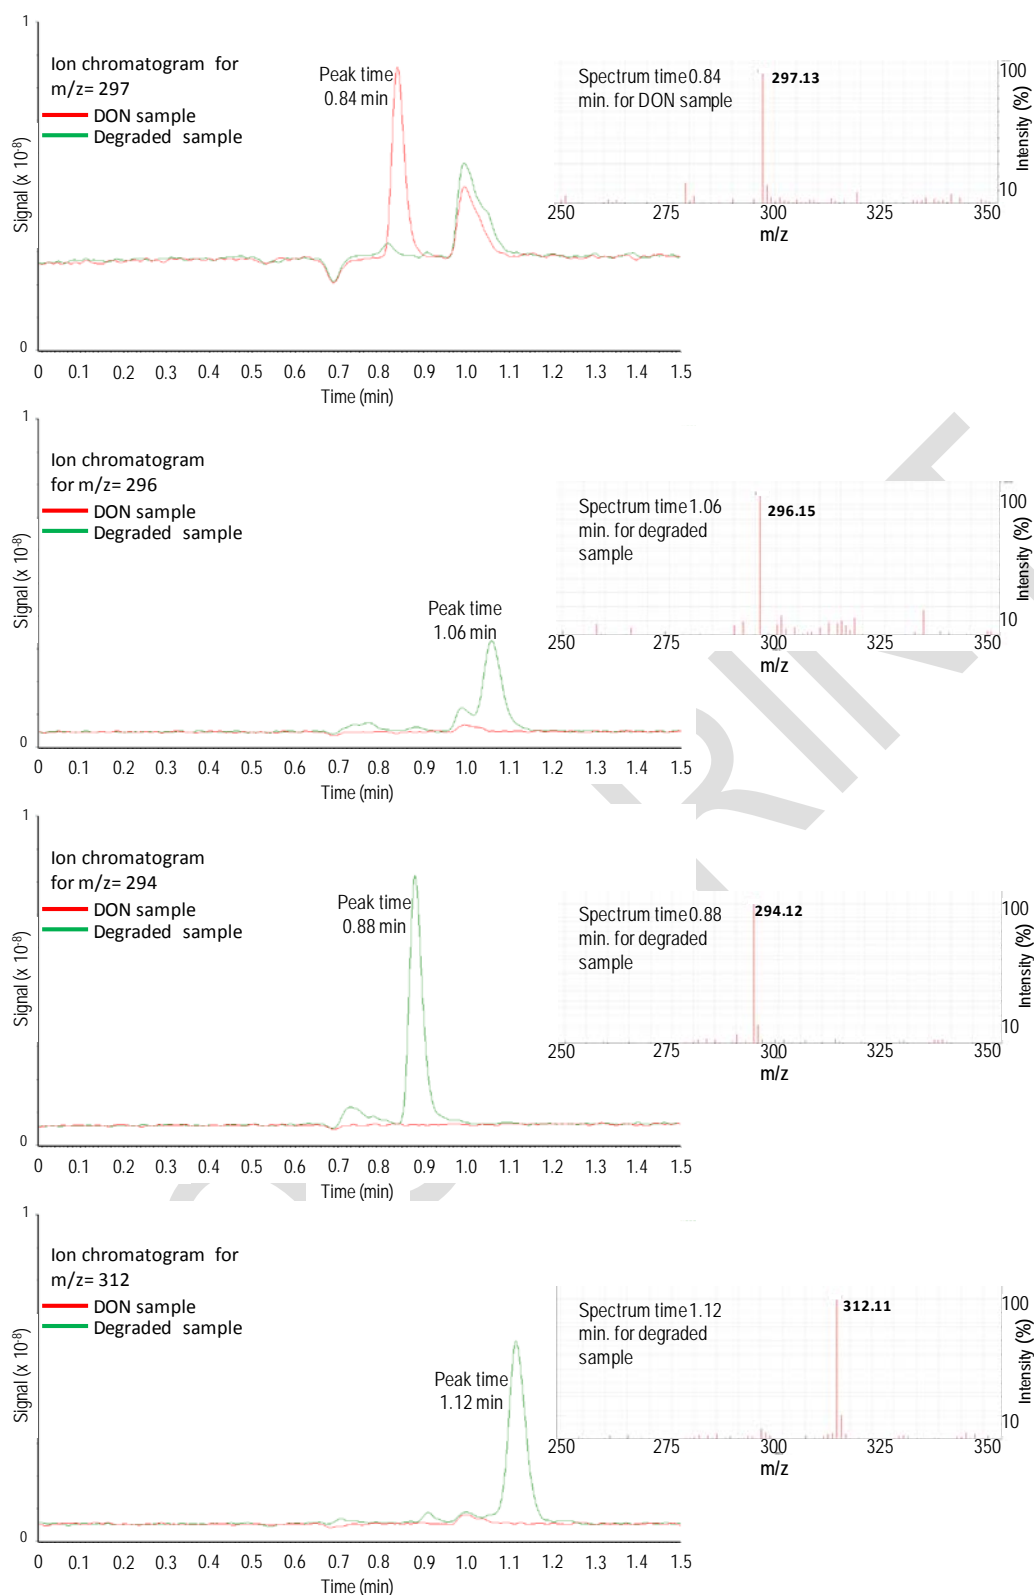 1
Ion chromatogram for
m/z= 297
DON sample
Degraded sample
Peak time
0.84 min
Signal (x 10-8)
0
0 0.1 0.2 0.3 0.4 0.5 0.6 0.7 0.8 0.9 1.0 1.1 1.2 1.3 1.4 1.5
Time (min)
Spectrum time 0.84
min. for DON sample
297.13
100
10
Intensity (%)
250 275 300 325 350
m/z
1
Ion chromatogram
for m/z= 296
DON sample
Degraded sample
Peak time
1.06 min
Signal (x 10-8)
0
0 0.1 0.2 0.3 0.4 0.5 0.6 0.7 0.8 0.9 1.0 1.1 1.2 1.3 1.4 1.5
Time (min)
Spectrum time 1.06
min. for degraded
sample
296.15
100
10
Intensity (%)
250 275 300 325 350
m/z
1
Ion chromatogram
for m/z= 294
DON sample
Degraded sample
Peak time
0.88 min
Signal (x 10-8)
0
0 0.1 0.2 0.3 0.4 0.5 0.6 0.7 0.8 0.9 1.0 1.1 1.2 1.3 1.4 1.5
Time (min)
Spectrum time 0.88
min. for degraded
sample
294.12
100
10
Intensity (%)
250 275 300 325 350
m/z
1
Ion chromatogram for
m/z= 312
DON sample
Degraded sample
Peak time
1.12 min
Signal (x 10-8)
0
0 0.1 0.2 0.3 0.4 0.5 0.6 0.7 0.8 0.9 1.0 1.1 1.2 1.3 1.4 1.5
Time (min)
Spectrum time 1.12
min. for degraded
sample
312.11
100
10
Intensity (%)
250 275 300 325 350
m/z